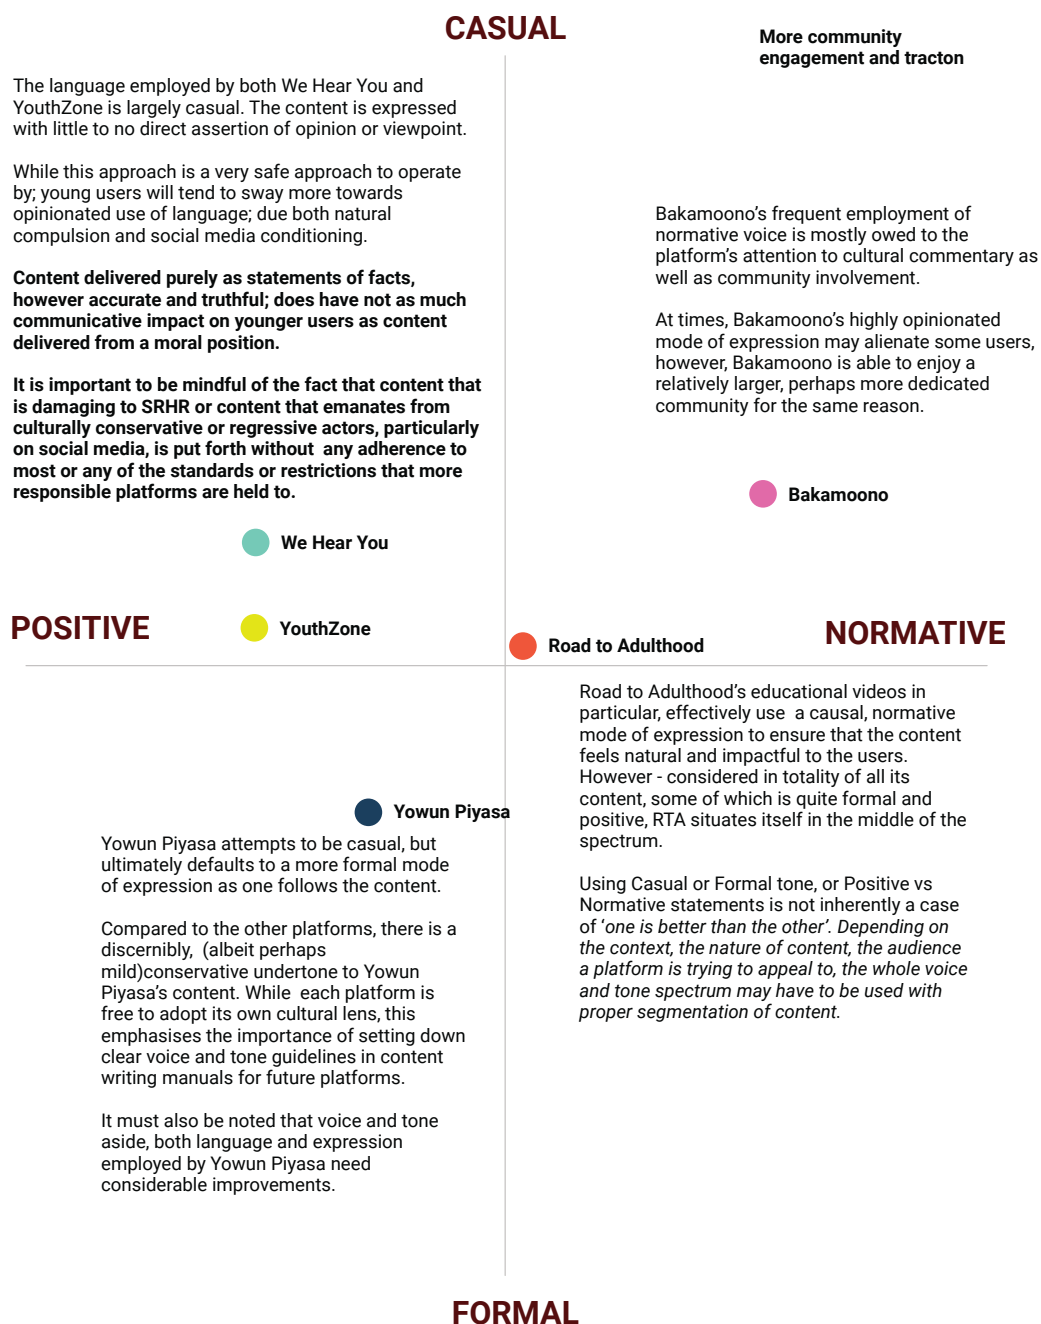 CASUAL
More community
engagement and tracton
The language employed by both We Hear You and
YouthZone is largely casual. The content is expressed
with little to no direct assertion of opinion or viewpoint.
While this approach is a very safe approach to operate
by; young users will tend to sway more towards
opinionated use of language; due both natural
compulsion and social media conditioning.
Content delivered purely as statements of facts,
however accurate and truthful; does have not as much
communicative impact on younger users as content
delivered from a moral position.
It is important to be mindful of the fact that content that
is damaging to SRHR or content that emanates from
culturally conservative or regressive actors, particularly
on social media, is put forth without any adherence to
most or any of the standards or restrictions that more
responsible platforms are held to.
Bakamoono's frequent employment of
normative voice is mostly owed to the
platform's attention to cultural commentary as
well as community involvement.
At times, Bakamoono's highly opinionated
mode of expression may alienate some users,
however, Bakamoono is able to enjoy a
relatively larger, perhaps more dedicated
community for the same reason.
Bakamoono
We Hear You
POSITIVE
YouthZone
Road to Adulthood
NORMATIVE
Road to Adulthood's educational videos in
particular, effectively use a causal, normative
mode of expression to ensure that the content
feels natural and impactful to the users.
However - considered in totality of all its
content, some of which is quite formal and
positive, RTA situates itself in the middle of the
spectrum.
Using Casual or Formal tone, or Positive vs
Normative statements is not inherently a case
of 'one is better than the other'. Depending on
the context, the nature of content, the audience
a platform is trying to appeal to, the whole voice
and tone spectrum may have to be used with
proper segmentation of content.
Yowun Piyasa
Yowun Piyasa attempts to be casual, but
ultimately defaults to a more formal mode
of expression as one follows the content.
Compared to the other platforms, there is a
discernibly, (albeit perhaps
mild)conservative undertone to Yowun
Piyasa's content. While each platform is
free to adopt its own cultural lens, this
emphasises the importance of setting down
clear voice and tone guidelines in content
writing manuals for future platforms.
It must also be noted that voice and tone
aside, both language and expression
employed by Yowun Piyasa need
considerable improvements.
FORMAL